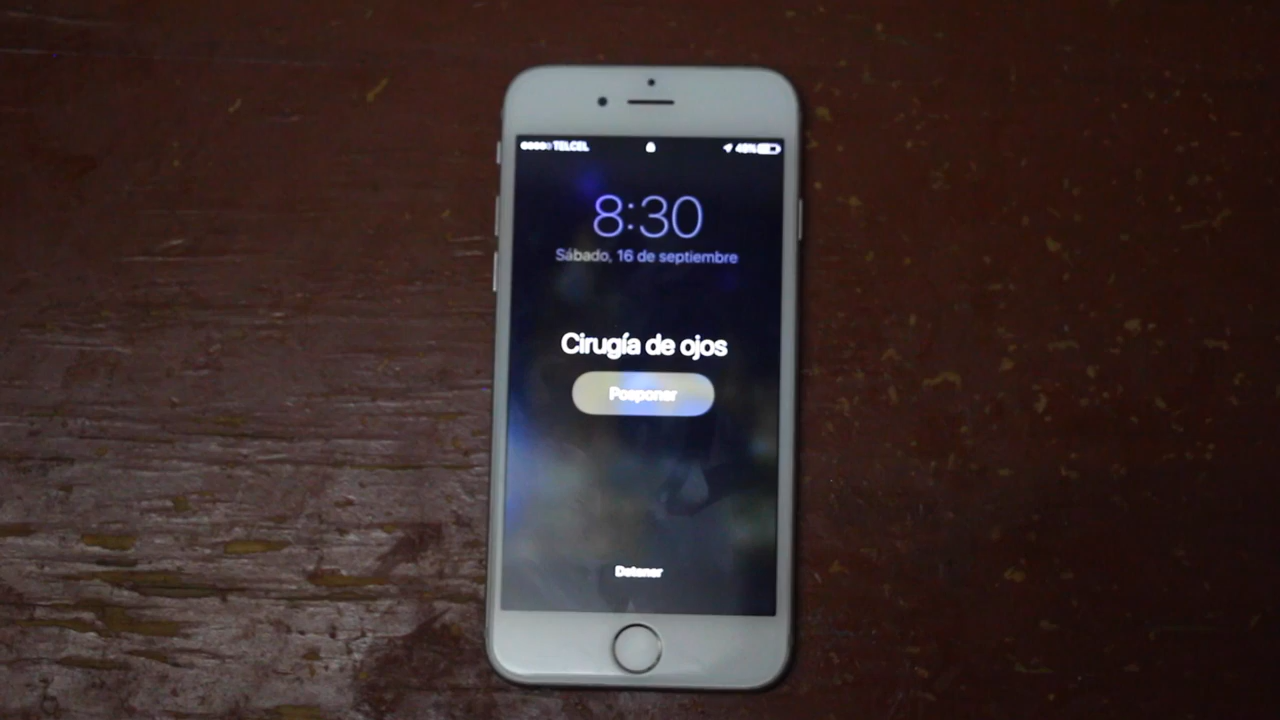 TELCEL
8:30
Sábado, 16 de septiembre
Cirugía de ojos
Posponer
Detener